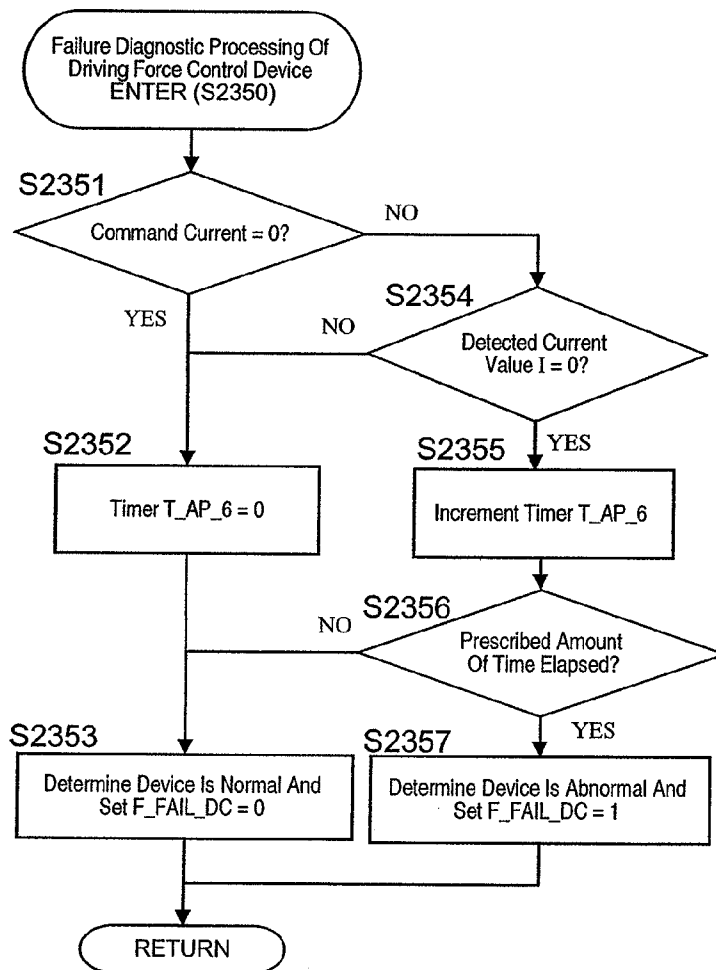 Failure Diagnostic Processing Of
Driving Force Control Device
ENTER (S2350)
S2351
Command Current = 0?
NO
YES
S2354
NO
Detected Current
Value I = 0?
YES
S2352
Timer T_AP_6 = 0
S2355
Increment Timer T_AP_6
S2356
NO
Prescribed Amount
Of Time Elapsed?
YES
S2353
Determine Device Is Normal And
Set F_FAIL_DC = 0
S2357
Determine Device Is Abnormal And
Set F_FAIL_DC = 1
RETURN